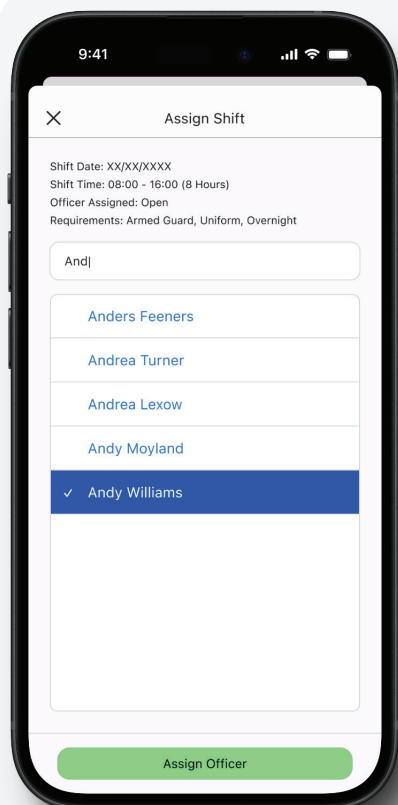 9:41
Assign Shift
Shift Date: XX/XX/XXXX
Shift Time: 08:00 - 16:00 (8 Hours)
Officer Assigned: Open
Requirements: Armed Guard, Uniform, Overnight
And
Anders Feeners
Andrea Turner
Andrea Lexow
Andy Moyland
✓ Andy Williams
Assign Officer